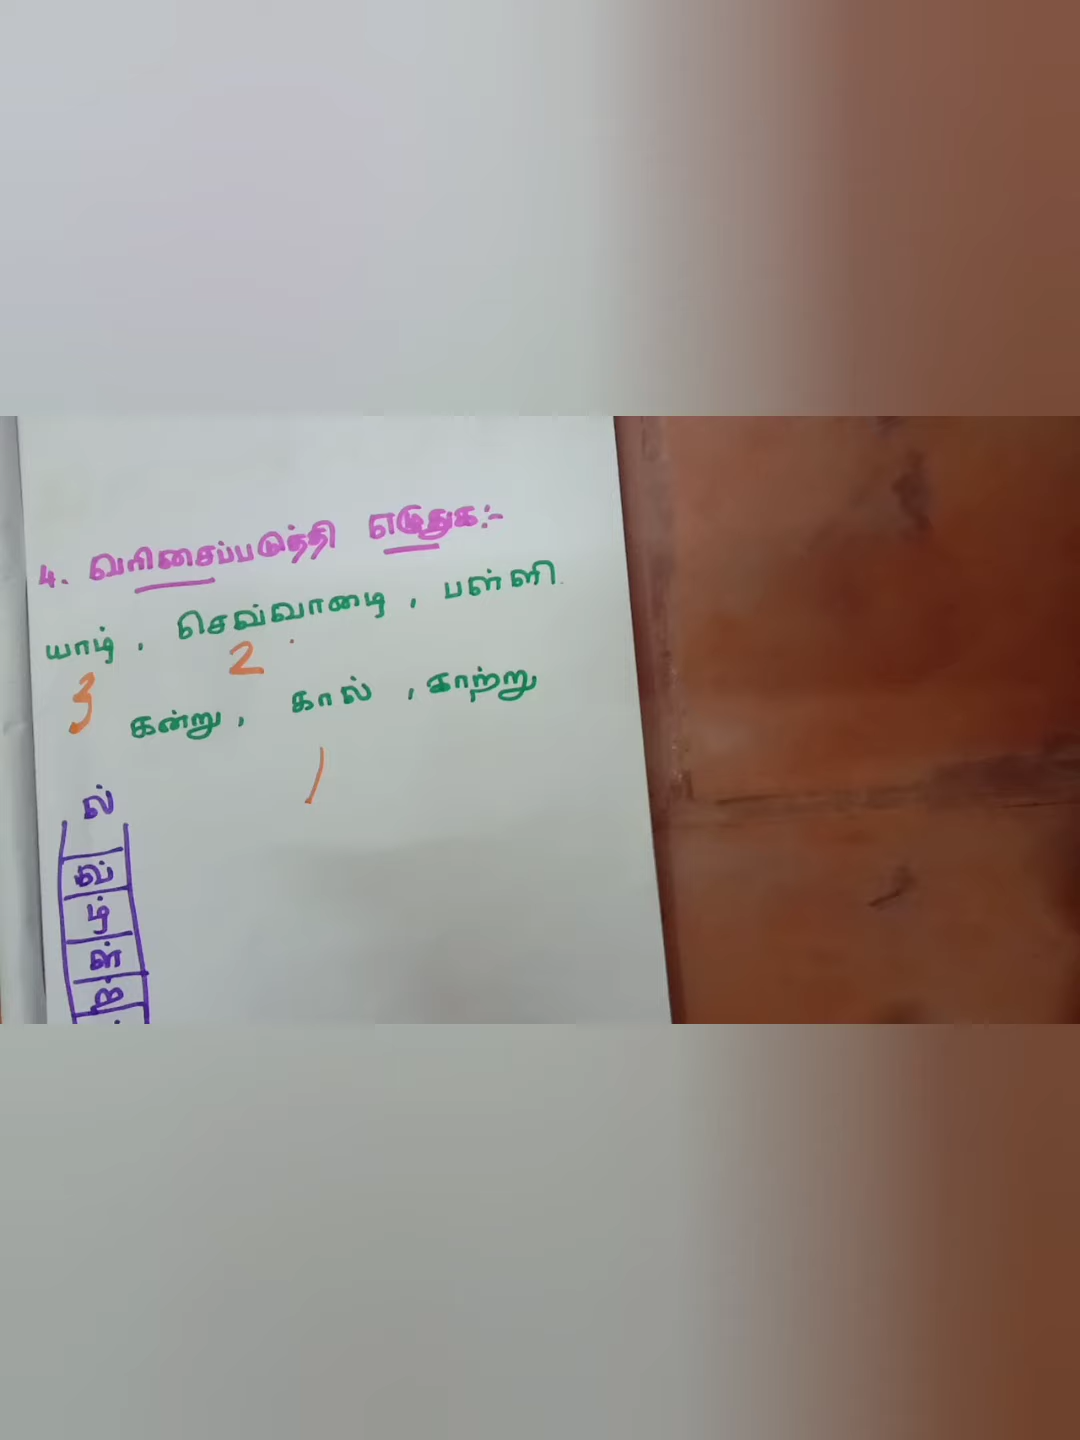 4. வரிசைப்படுத்தி எழுதுக:-
யாழ் , செவ்வாடை , பள்ளி.
3 2
கன்று , கால் , காற்று
1
ல்
வ்
ழ்
ள்
ற்